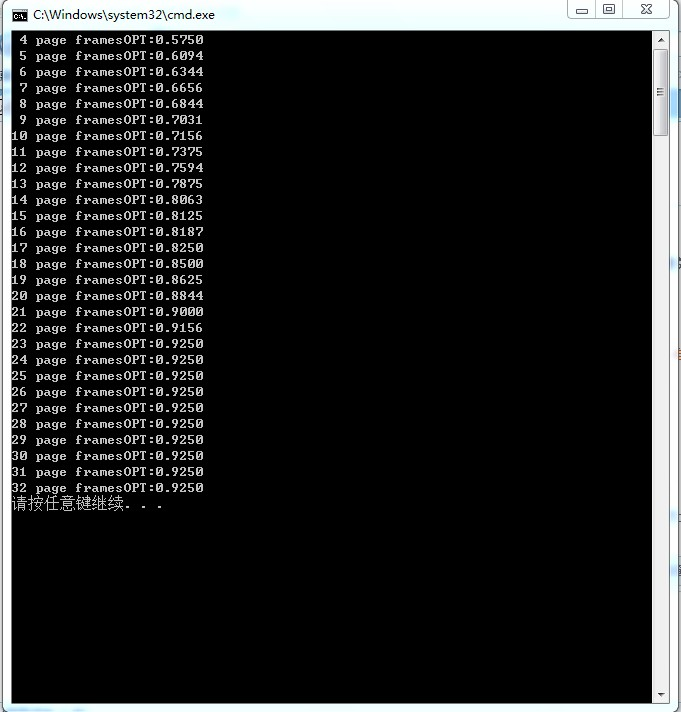 C:\Windows\system32\cmd.exe
4 page framesOPT:0.5750
5 page framesOPT:0.6094
6 page framesOPT:0.6344
7 page framesOPT:0.6656
8 page framesOPT:0.6844
9 page framesOPT:0.7031
10 page framesOPT:0.7156
11 page framesOPT:0.7375
12 page framesOPT:0.7594
13 page framesOPT:0.7875
14 page framesOPT:0.8063
15 page framesOPT:0.8125
16 page framesOPT:0.8187
17 page framesOPT:0.8250
18 page framesOPT:0.8500
19 page framesOPT:0.8625
20 page framesOPT:0.8844
21 page framesOPT:0.9000
22 page framesOPT:0.9156
23 page framesOPT:0.9250
24 page framesOPT:0.9250
25 page framesOPT:0.9250
26 page framesOPT:0.9250
27 page framesOPT:0.9250
28 page framesOPT:0.9250
29 page framesOPT:0.9250
30 page framesOPT:0.9250
31 page framesOPT:0.9250
32 page framesOPT:0.9250
请按任意键继续. . .